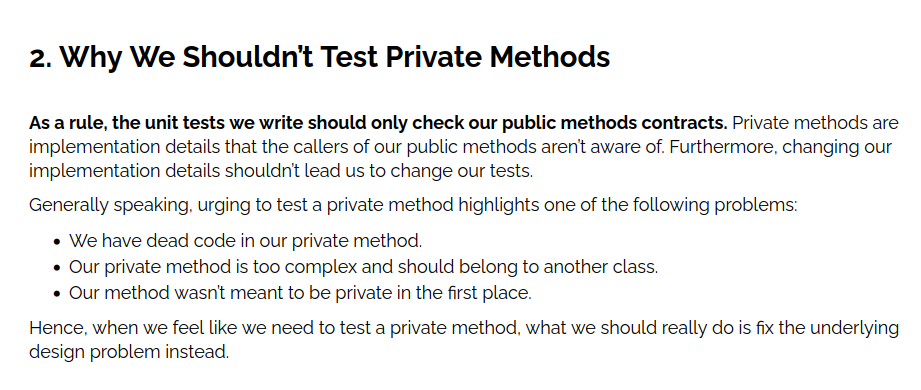 2. Why We Shouldn't Test Private Methods
As a rule, the unit tests we write should only check our public methods contracts. Private methods are
implementation details that the callers of our public methods aren't aware of. Furthermore, changing our
implementation details shouldn't lead us to change our tests.
Generally speaking, urging to test a private method highlights one of the following problems:
• We have dead code in our private method.
• Our private method is too complex and should belong to another class.
• Our method wasn't meant to be private in the first place.
Hence, when we feel like we need to test a private method, what we should really do is fix the underlying
design problem instead.